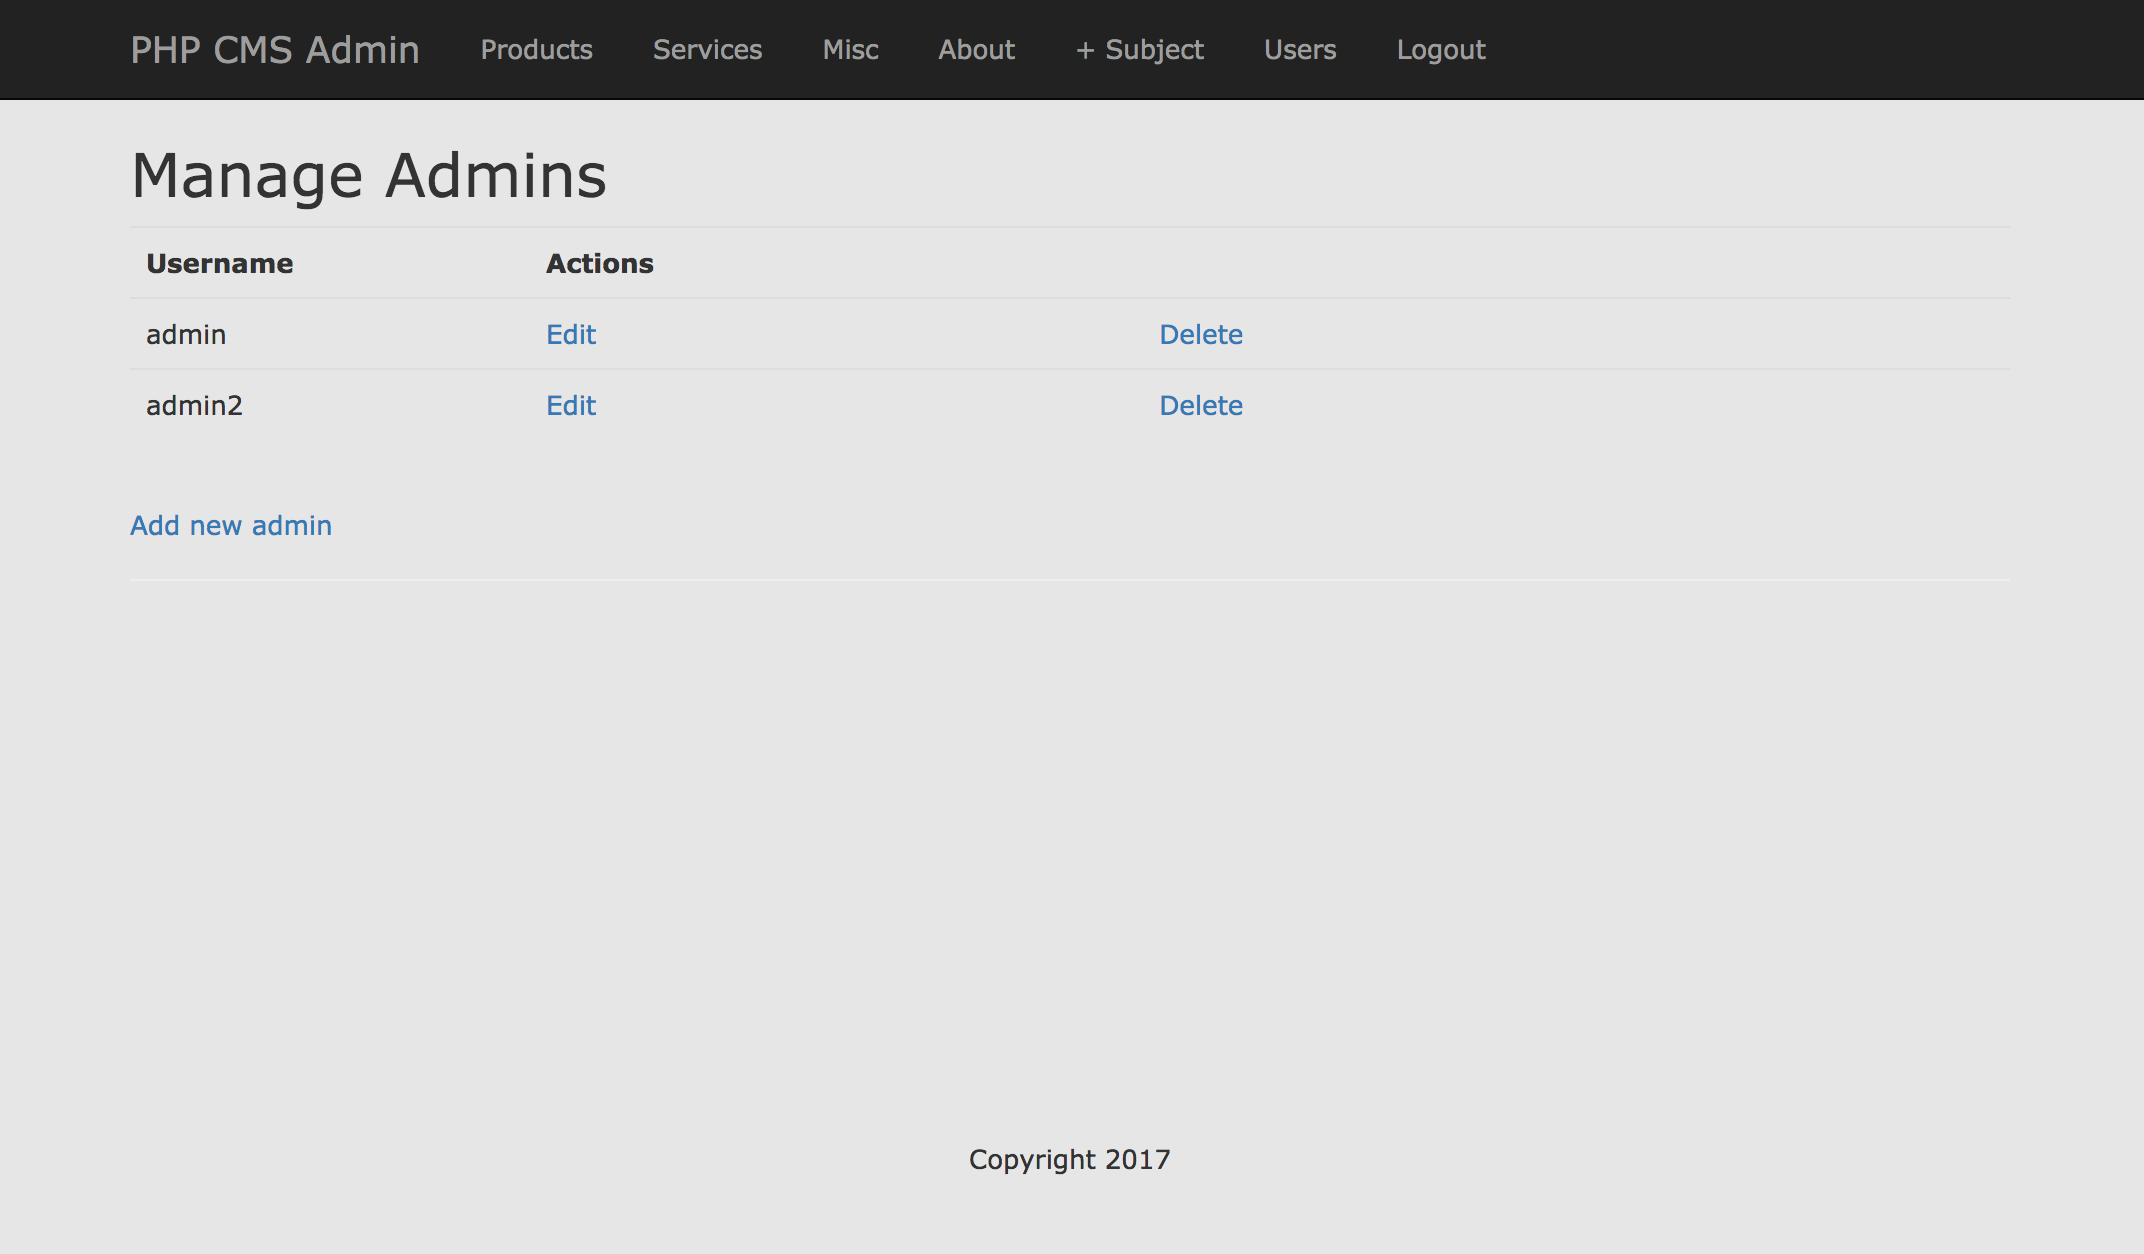 PHP CMS Admin Products Services Misc About + Subject Users Logout
Manage Admins
Username Actions
admin Edit Delete
admin2 Edit Delete
Add new admin
Copyright 2017